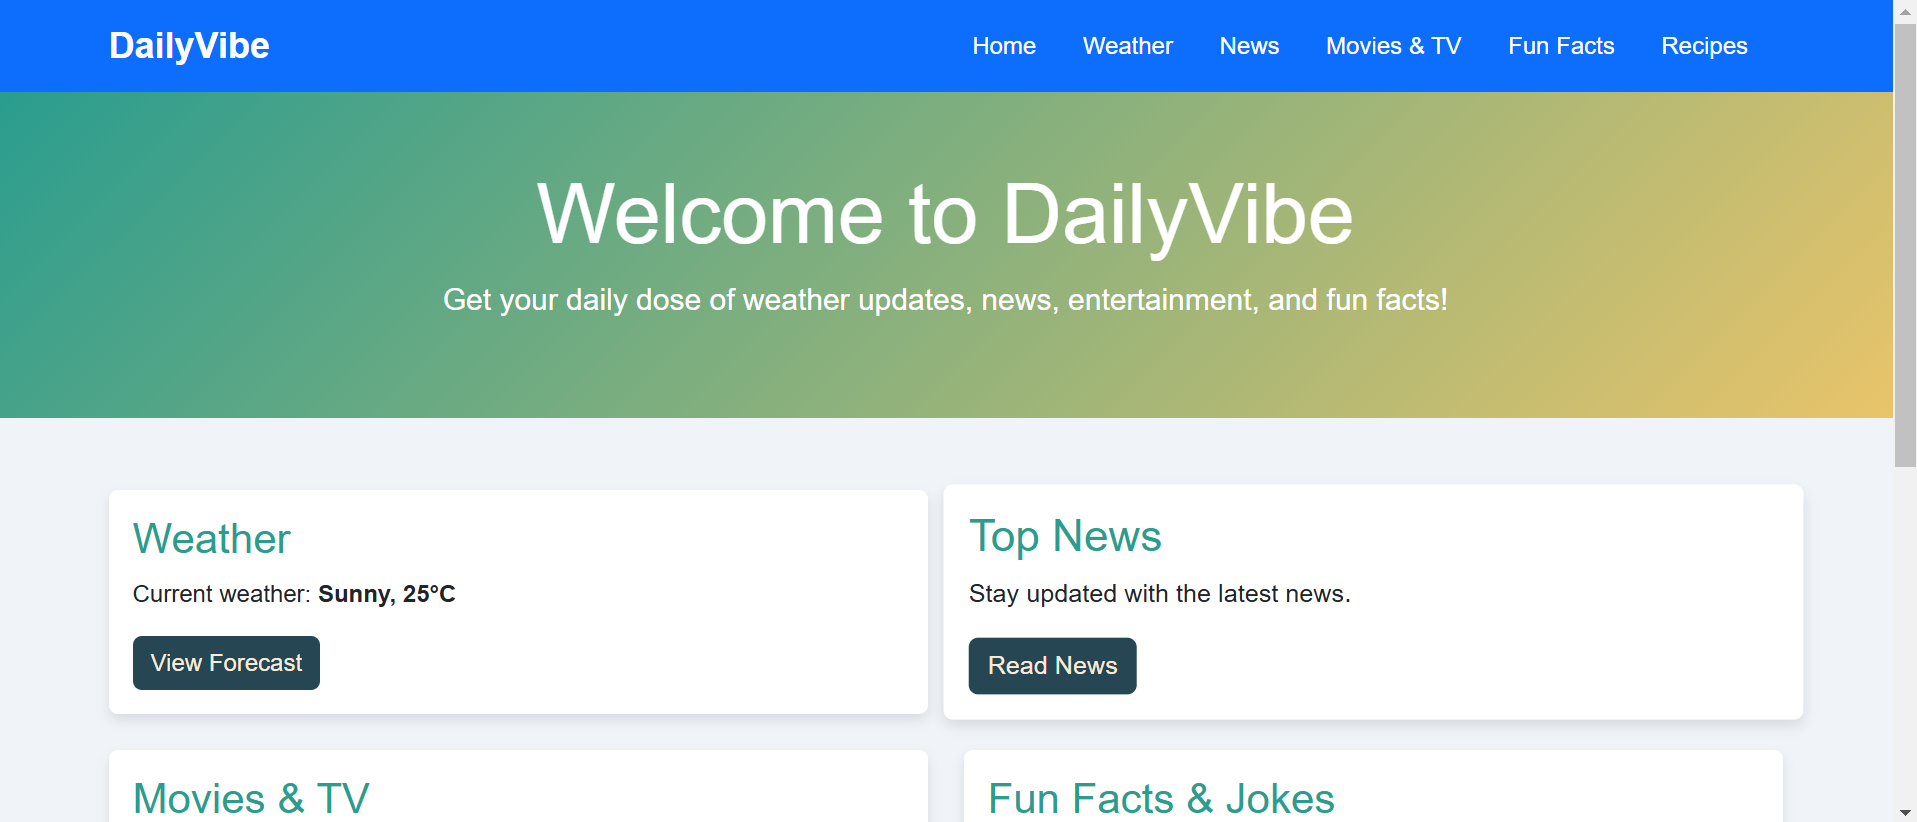 DailyVibe
Home Weather News Movies & TV Fun Facts Recipes
Welcome to DailyVibe
Get your daily dose of weather updates, news, entertainment, and fun facts!
Weather
Current weather: Sunny, 25°C
View Forecast
Top News
Stay updated with the latest news.
Read News
Movies & TV
Fun Facts & Jokes